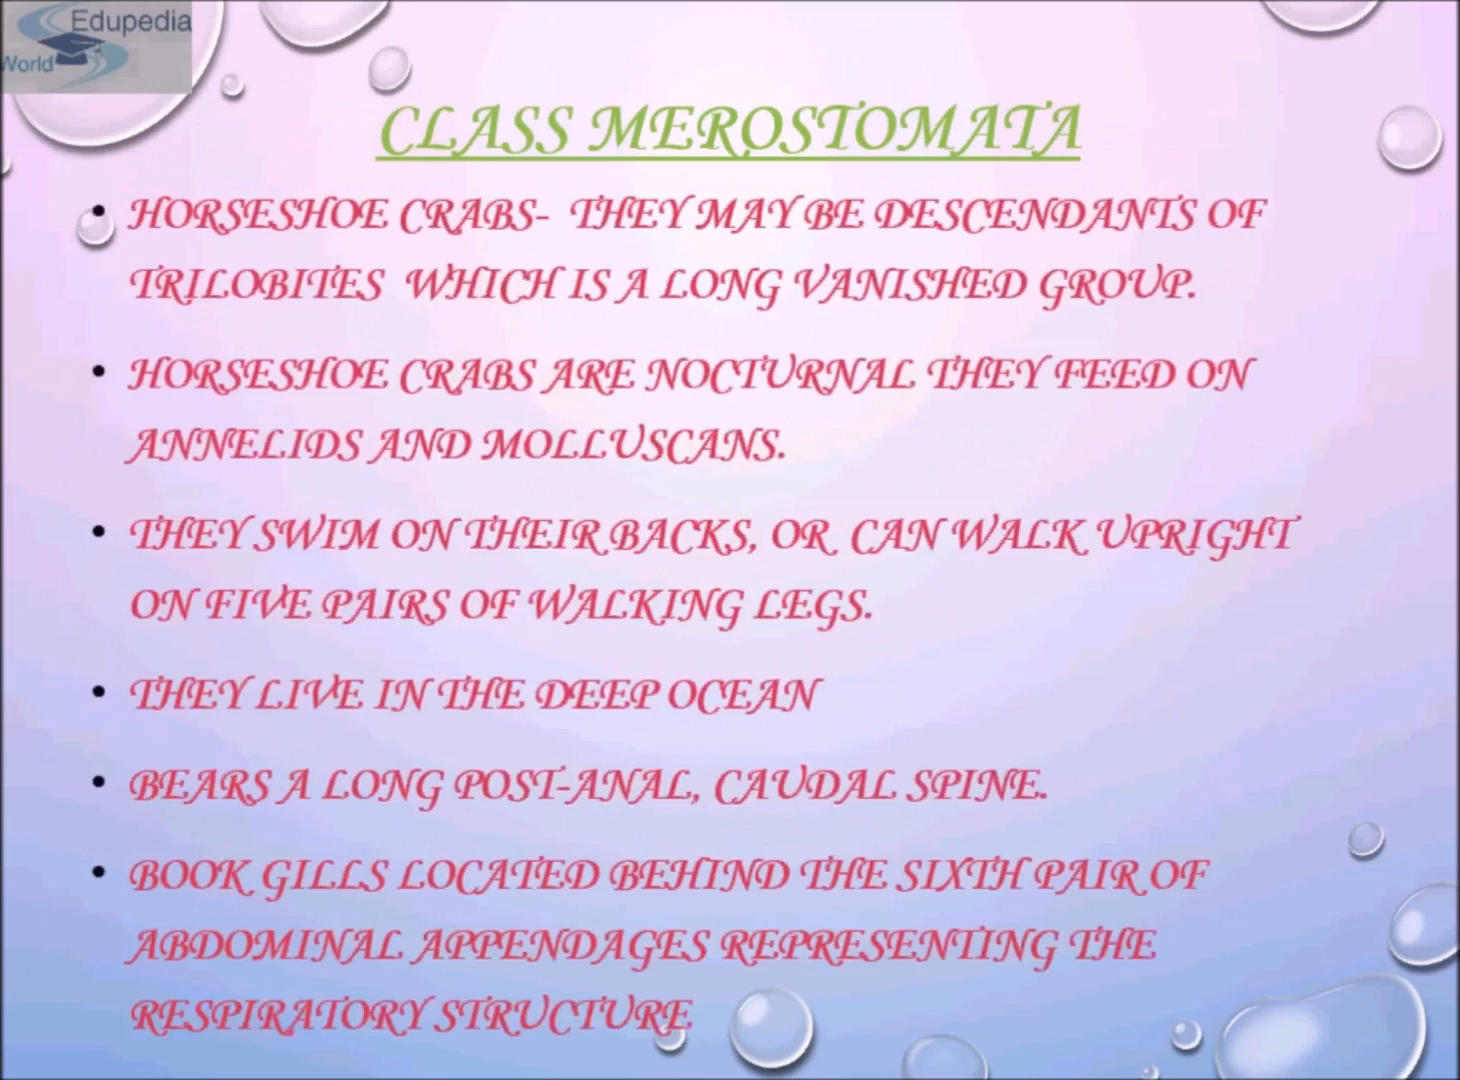 Edupedia
World
CLASS MEROSTOMATA
• HORSESHOE CRABS- THEY MAY BE DESCENDANTS OF
TRILOBITES WHICH IS A LONG VANISHED GROUP.
• HORSESHOE CRABS ARE NOCTURNAL THEY FEED ON
ANNELIDS AND MOLLUSCANS.
• THEY SWIM ON THEIR BACKS, OR CAN WALK UPRIGHT
ON FIVE PAIRS OF WALKING LEGS.
• THEY LIVE IN THE DEEP OCEAN
• BEARS A LONG POST-ANAL, CAUDAL SPINE.
• BOOK GILLS LOCATED BEHIND THE SIXTH PAIR OF
ABDOMINAL APPENDAGES REPRESENTING THE
RESPIRATORY STRUCTURE